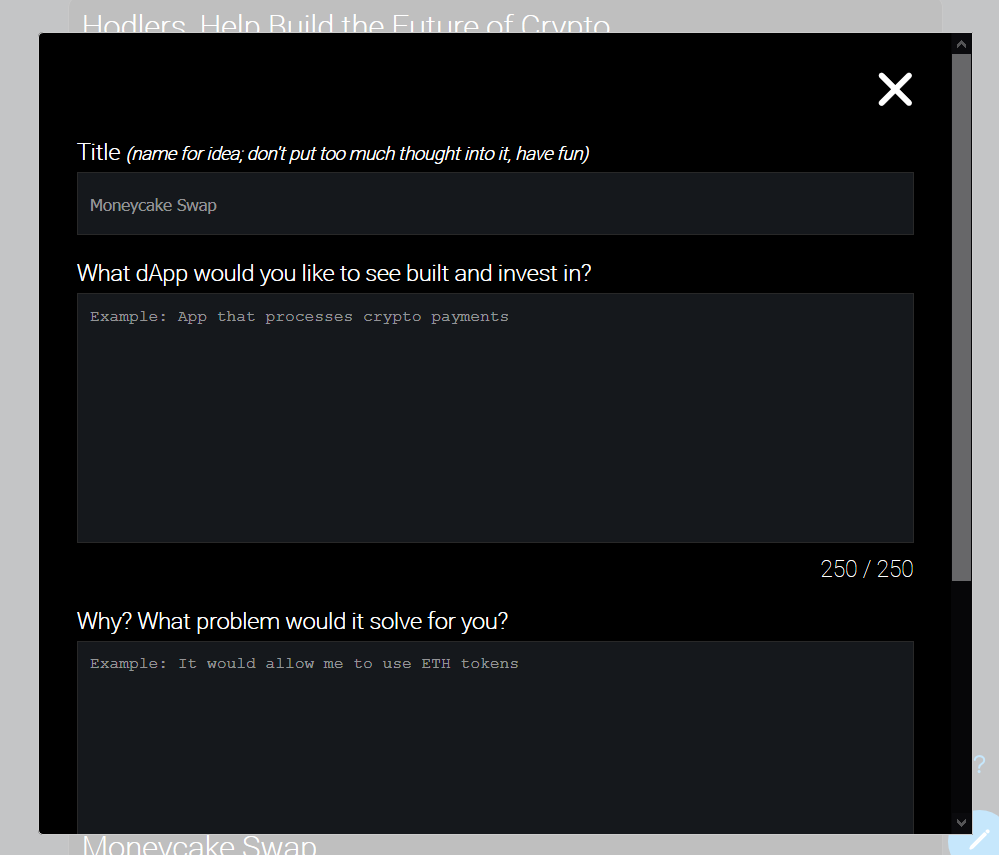 Hodlers, Help Build the Future of Crypto
Title (name for idea; don't put too much thought into it, have fun)
Moneycake Swap
What dApp would you like to see built and invest in?
Example: App that processes crypto payments
250 / 250
Why? What problem would it solve for you?
Example: It would allow me to use ETH tokens
?
Moneycake Swap